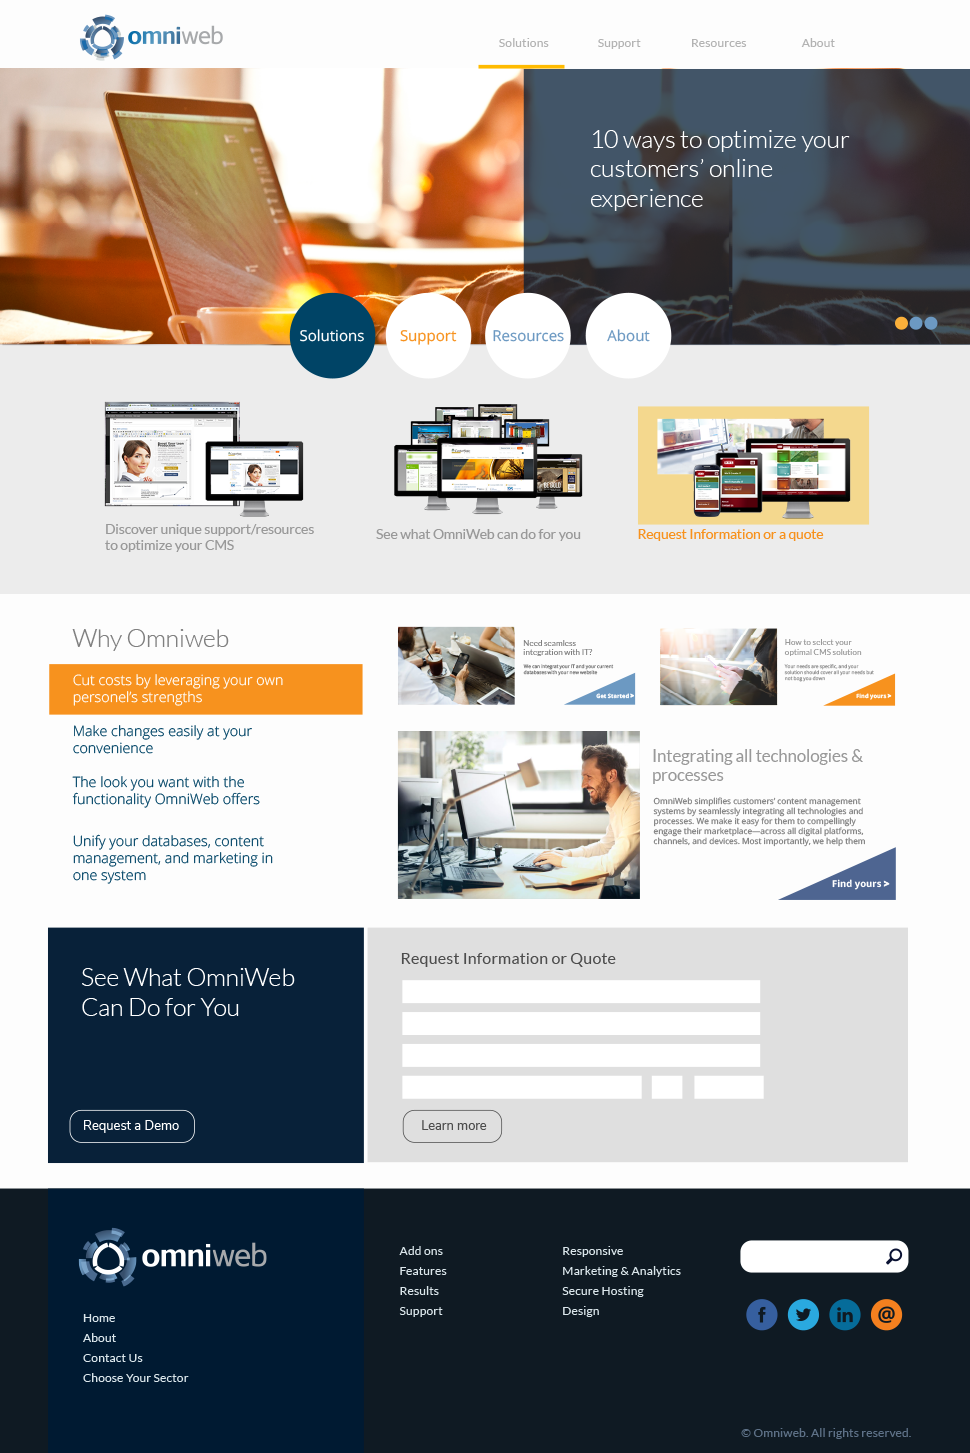 omniweb
Solutions
Support
Resources
About
10 ways to optimize your
customers’ online
experience
Solutions
Support
Resources
About
Discover unique support/resources
to optimize your CMS
See what OmniWeb can do for you
Request Information or a quote
Why Omniweb
Cut costs by leveraging your own
personel’s strengths
Make changes easily at your
convenience
The look you want with the
functionality OmniWeb offers
Unify your databases, content
management, and marketing in
one system
Need seamless
integration with IT?
We can integrat your IT and your current
databases with your new website
Get Started >
How to select your
optimal CMS solution
Your needs are specific, and your
solution should cover all your needs but
not bog you down
Find yours >
Integrating all technologies &
processes
OmniWeb simplifies customers’ content management
systems by seamlessly integrating all technologies and
processes. We make it easy for them to compellingly
engage their marketplace—across all digital platforms,
channels, and devices. Most importantly, we help them
Find yours >
See What OmniWeb
Can Do for You
Request a Demo
Request Information or Quote
Learn more
omniweb
Home
About
Contact Us
Choose Your Sector
Add ons
Features
Results
Support
Responsive
Marketing & Analytics
Secure Hosting
Design
© Omniweb. All rights reserved.